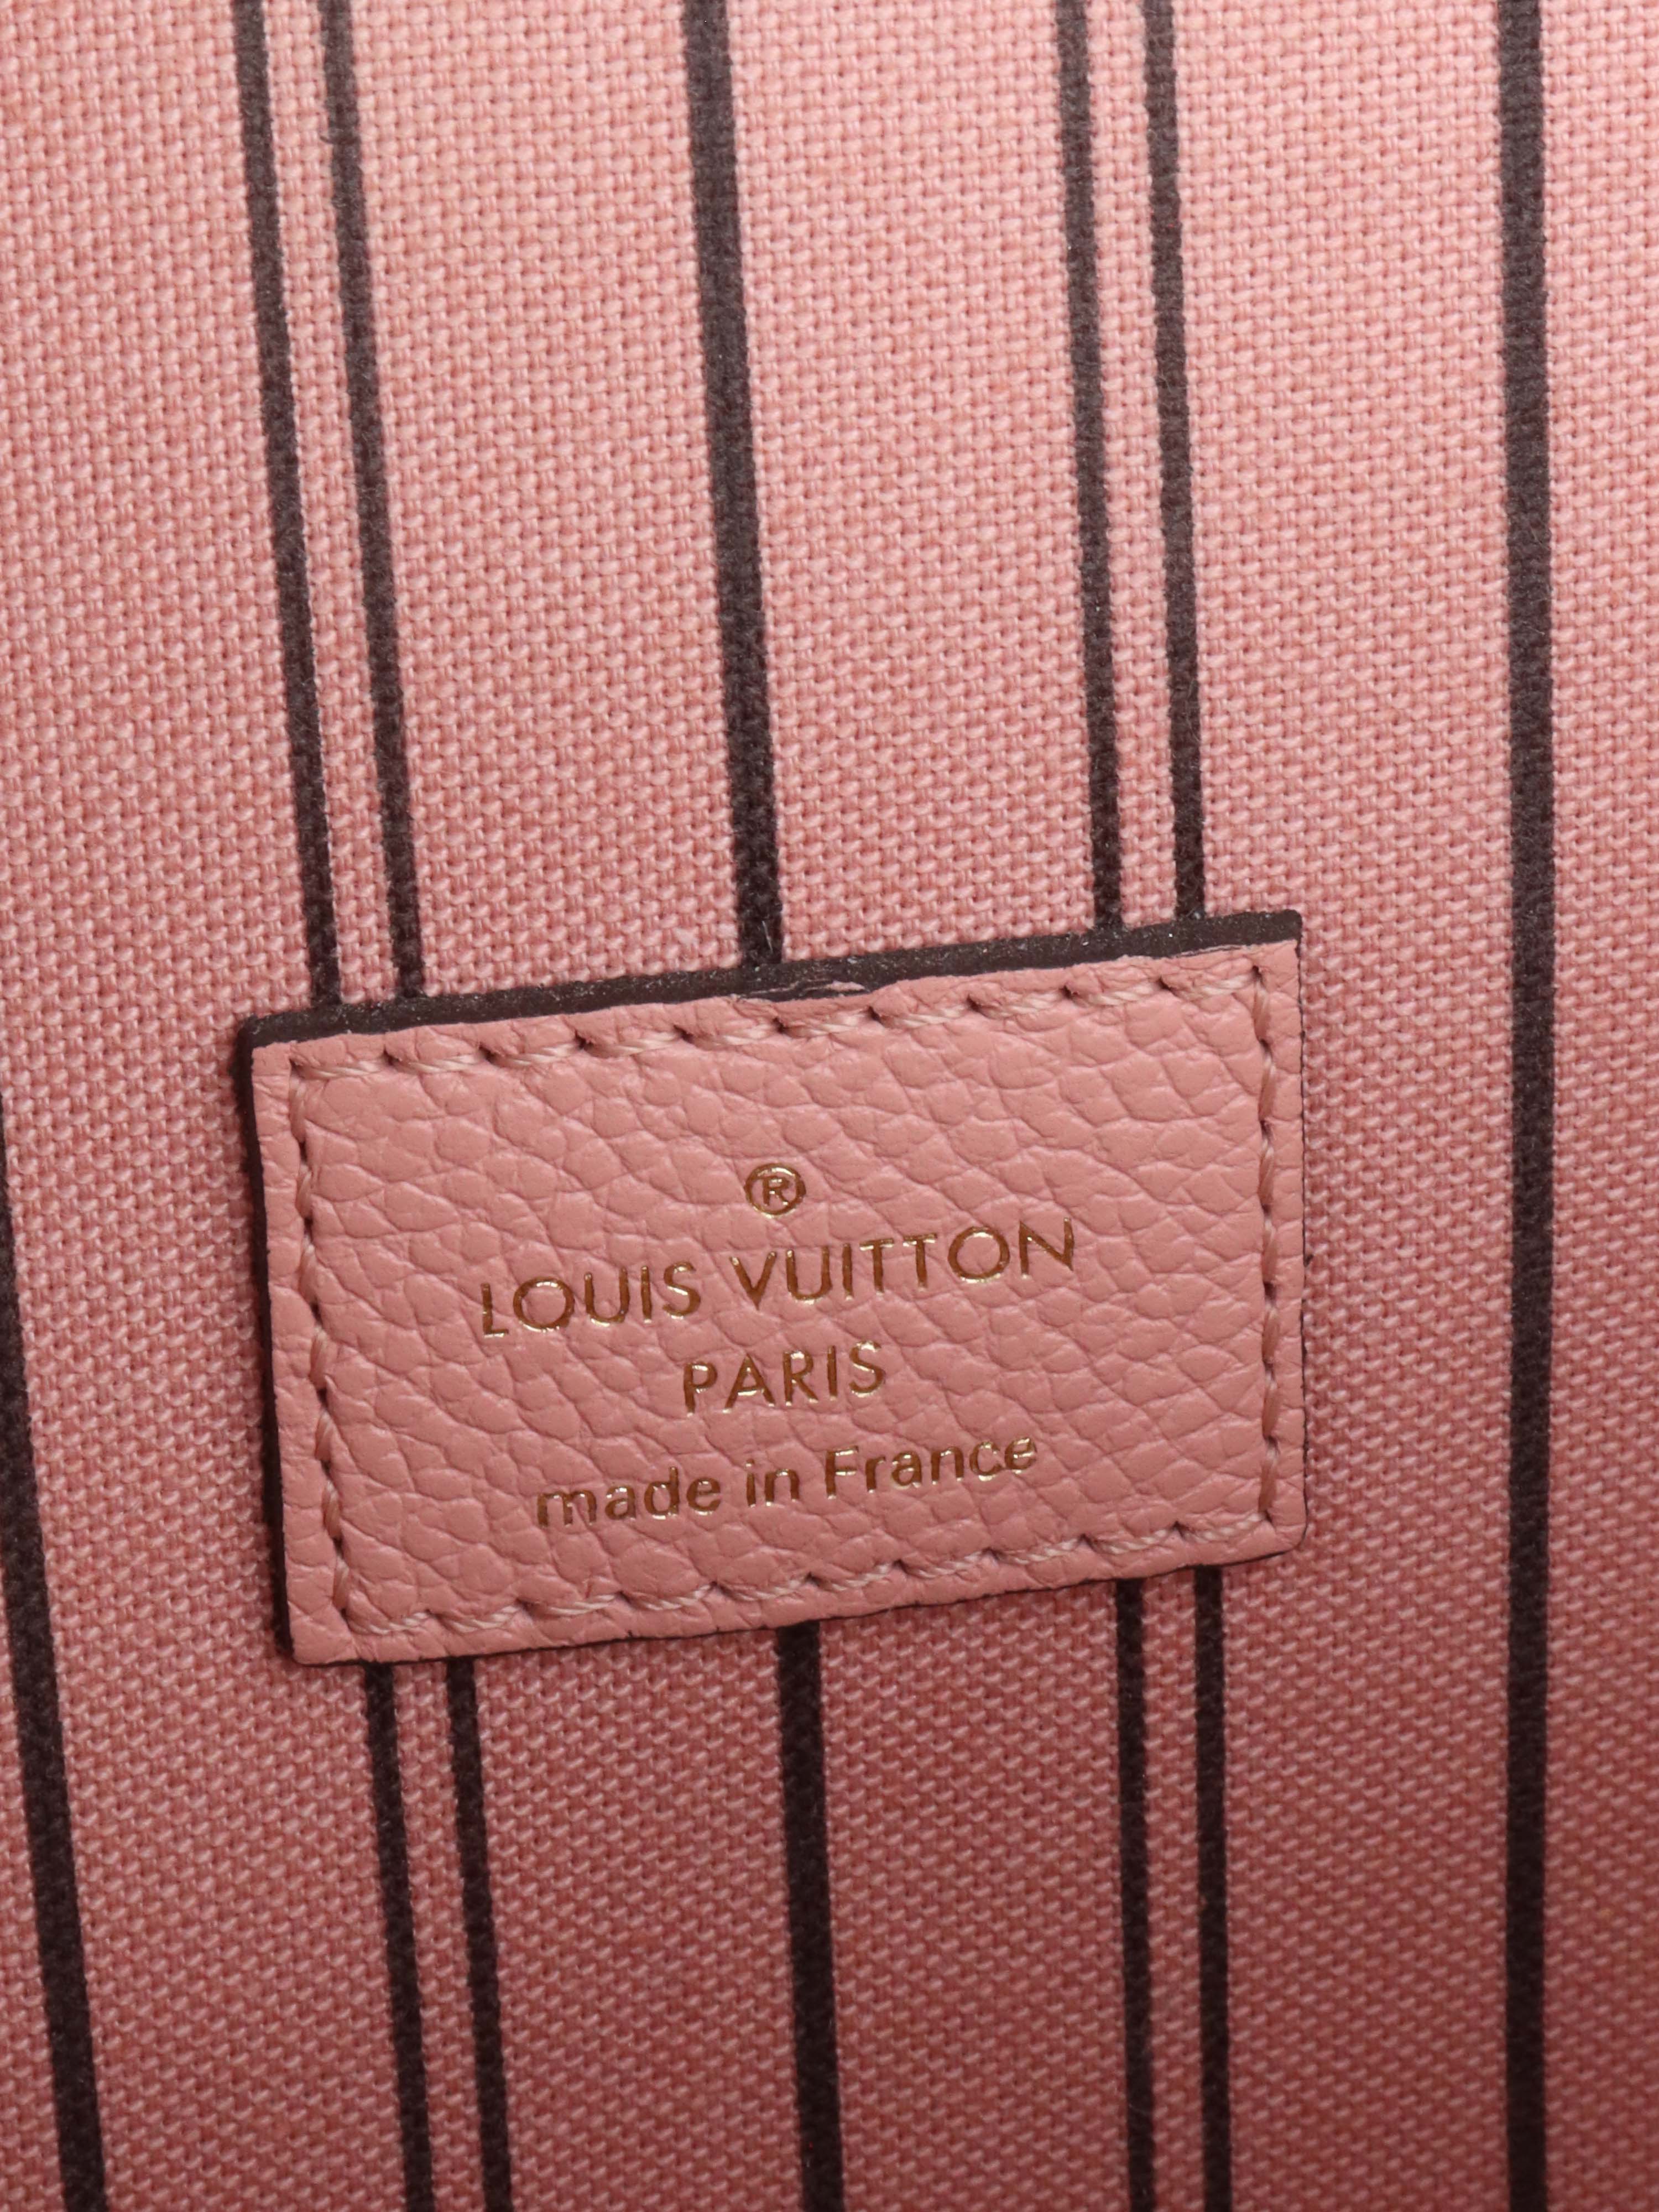 ®
LOUIS VUITTON
PARIS
made in France